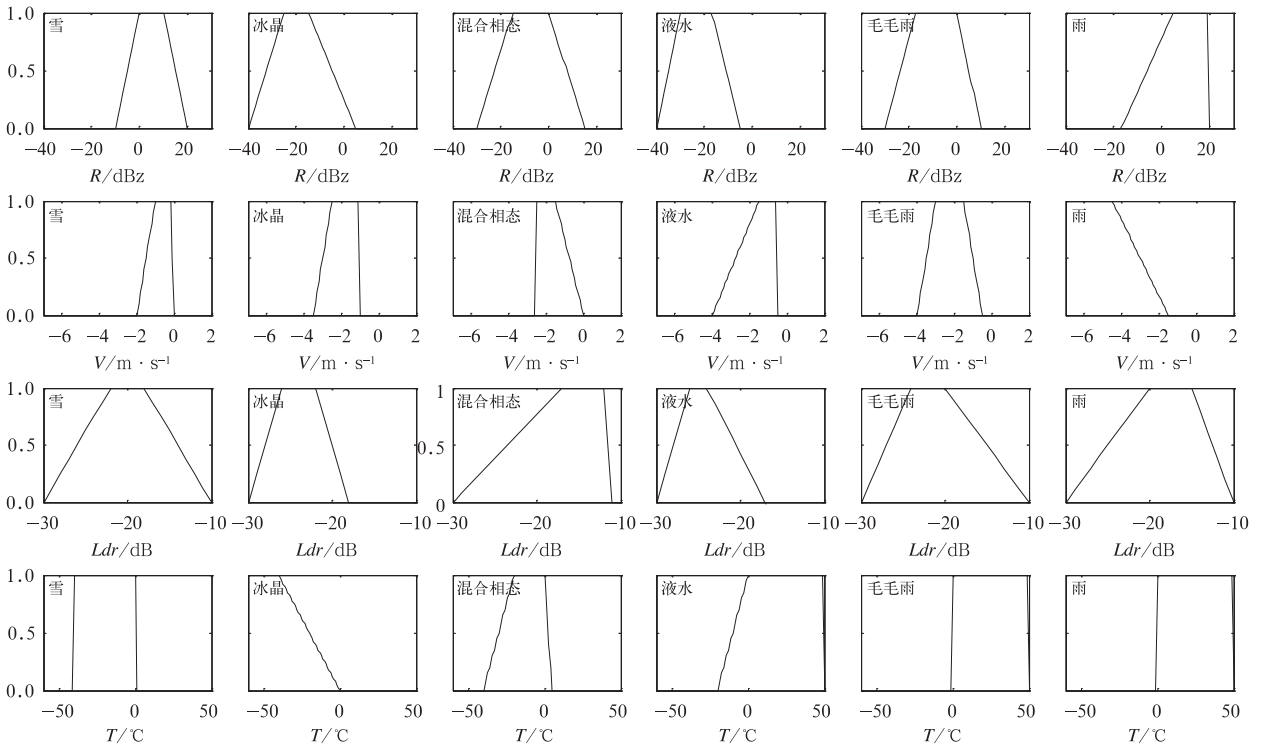 雪 冰晶 混合相态 液水 毛毛雨 雨
1.0
0.5
0.0
−40 −20 0 20 −40 −20 0 20 −40 −20 0 20 −40 −20 0 20 −40 −20 0 20 −40 −20 0 20
R/dBz R/dBz R/dBz R/dBz R/dBz R/dBz
雪 冰晶 混合相态 液水 毛毛雨 雨
1.0
0.5
0.0
−6 −4 −2 0 2 −6 −4 −2 0 2 −6 −4 −2 0 2 −6 −4 −2 0 2 −6 −4 −2 0 2 −6 −4 −2 0 2
V/m · s⁻¹ V/m · s⁻¹ V/m · s⁻¹ V/m · s⁻¹ V/m · s⁻¹ V/m · s⁻¹
雪 冰晶 混合相态 液水 毛毛雨 雨
1.0 1
0.5 0.5
0.0 0
−30 −20 −10 −30 −20 −10 −30 −20 −10 −30 −20 −10 −30 −20 −10 −30 −20 −10
Ldr/dB Ldr/dB Ldr/dB Ldr/dB Ldr/dB Ldr/dB
雪 冰晶 混合相态 液水 毛毛雨 雨
1.0
0.5
0.0
−50 0 50 −50 0 50 −50 0 50 −50 0 50 −50 0 50 −50 0 50
T/℃ T/℃ T/℃ T/℃ T/℃ T/℃